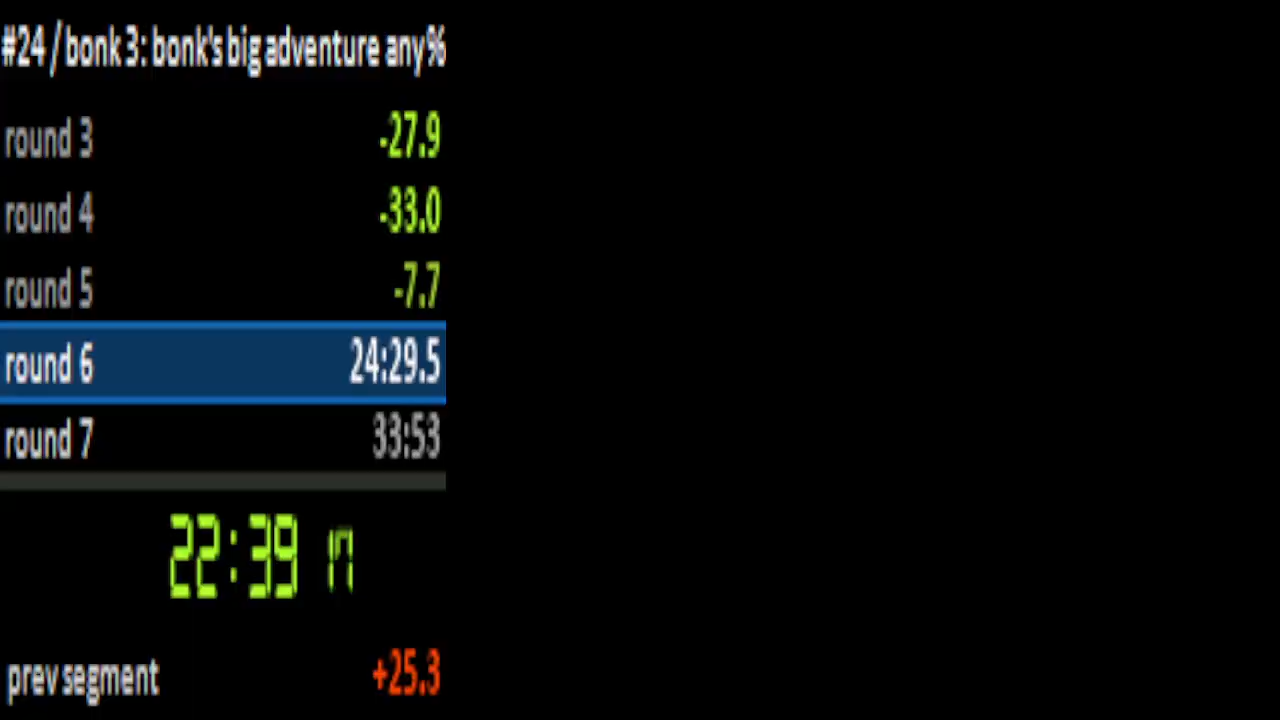 #24 / bonk 3: bonk's big adventure any%
round 3 -27.9
round 4 -33.0
round 5 -7.7
round 6 24:29.5
round 7 33:53
22:39 17
prev segment +25.3